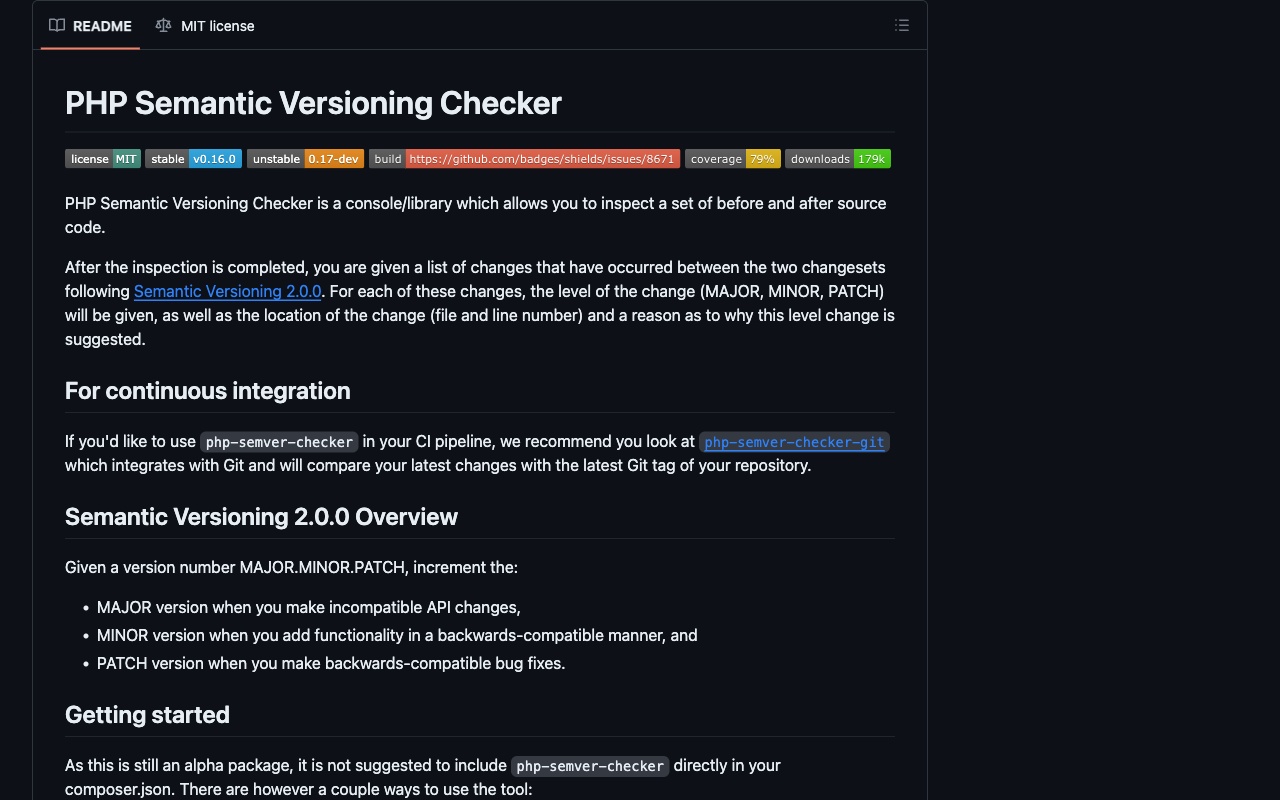 README MIT license
PHP Semantic Versioning Checker
license MIT stable v0.16.0 unstable 0.17-dev build https://github.com/badges/shields/issues/8671 coverage 79% downloads 179k
PHP Semantic Versioning Checker is a console/library which allows you to inspect a set of before and after source
code.
After the inspection is completed, you are given a list of changes that have occurred between the two changesets
following Semantic Versioning 2.0.0. For each of these changes, the level of the change (MAJOR, MINOR, PATCH)
will be given, as well as the location of the change (file and line number) and a reason as to why this level change is
suggested.
For continuous integration
If you'd like to use php-semver-checker in your CI pipeline, we recommend you look at php-semver-checker-git
which integrates with Git and will compare your latest changes with the latest Git tag of your repository.
Semantic Versioning 2.0.0 Overview
Given a version number MAJOR.MINOR.PATCH, increment the:
• MAJOR version when you make incompatible API changes,
• MINOR version when you add functionality in a backwards-compatible manner, and
• PATCH version when you make backwards-compatible bug fixes.
Getting started
As this is still an alpha package, it is not suggested to include php-semver-checker directly in your
composer.json. There are however a couple ways to use the tool: